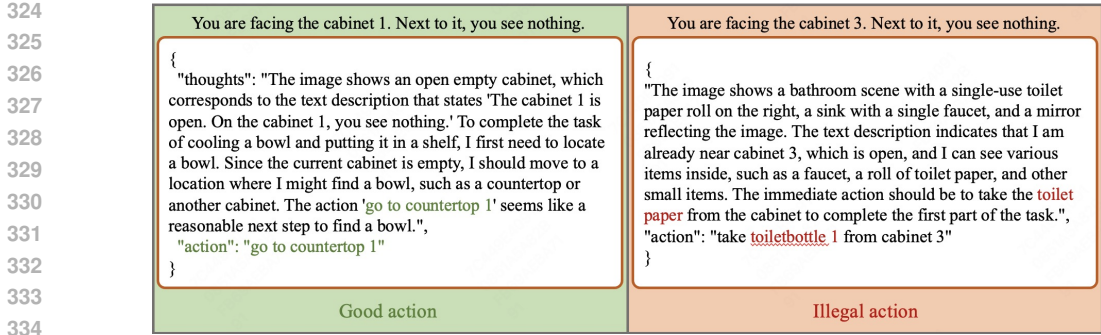 324
325
326
327
328
329
330
331
332
333
334
You are facing the cabinet 1. Next to it, you see nothing.
{
"thoughts": "The image shows an open empty cabinet, which
corresponds to the text description that states 'The cabinet 1 is
open. On the cabinet 1, you see nothing.' To complete the task
of cooling a bowl and putting it in a shelf, I first need to locate
a bowl. Since the current cabinet is empty, I should move to a
location where I might find a bowl, such as a countertop or
another cabinet. The action 'go to countertop 1' seems like a
reasonable next step to find a bowl.",
"action": "go to countertop 1"
}
Good action
You are facing the cabinet 3. Next to it, you see nothing.
{
"The image shows a bathroom scene with a single-use toilet
paper roll on the right, a sink with a single faucet, and a mirror
reflecting the image. The text description indicates that I am
already near cabinet 3, which is open, and I can see various
items inside, such as a faucet, a roll of toilet paper, and other
small items. The immediate action should be to take the toilet
paper from the cabinet to complete the first part of the task.",
"action": "take toiletbottle 1 from cabinet 3"
}
Illegal action